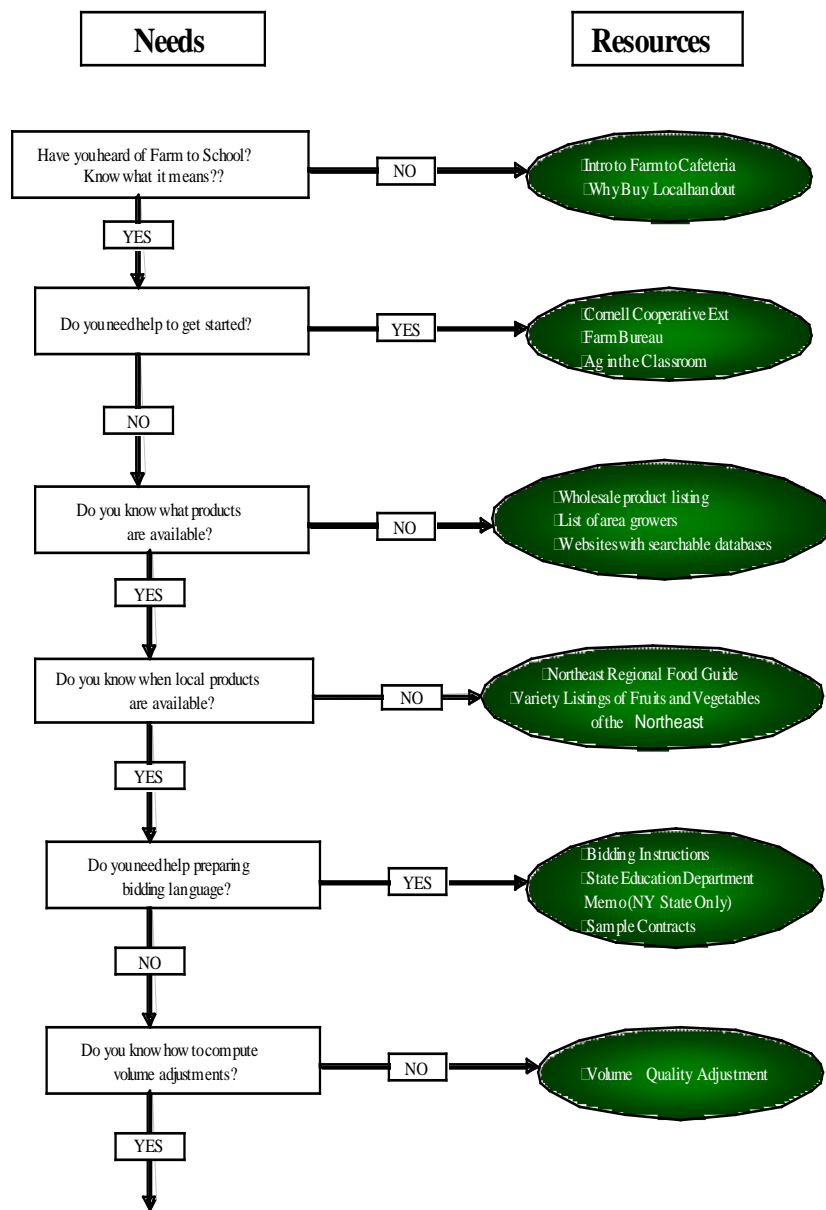 Needs
Resources
Have you heard of Farm to School?
Know what it means??
NO
Intro to Farm to Cafeteria
Why Buy Local handout
YES
Do you need help to get started?
YES
Cornell Cooperative Ext
Farm Bureau
Ag in the Classroom
NO
Do you know what products
are available?
NO
Wholesale product listing
List of area growers
Websites with searchable databases
YES
Do you know when local products
are available?
NO
Northeast Regional Food Guide
Variety Listings of Fruits and Vegetables
of the Northeast
YES
Do you need help preparing
bidding language?
YES
Bidding Instructions
State Education Department
Memo (NY State Only)
Sample Contracts
NO
Do you know how to compute
volume adjustments?
NO
Volume Quality Adjustment
YES